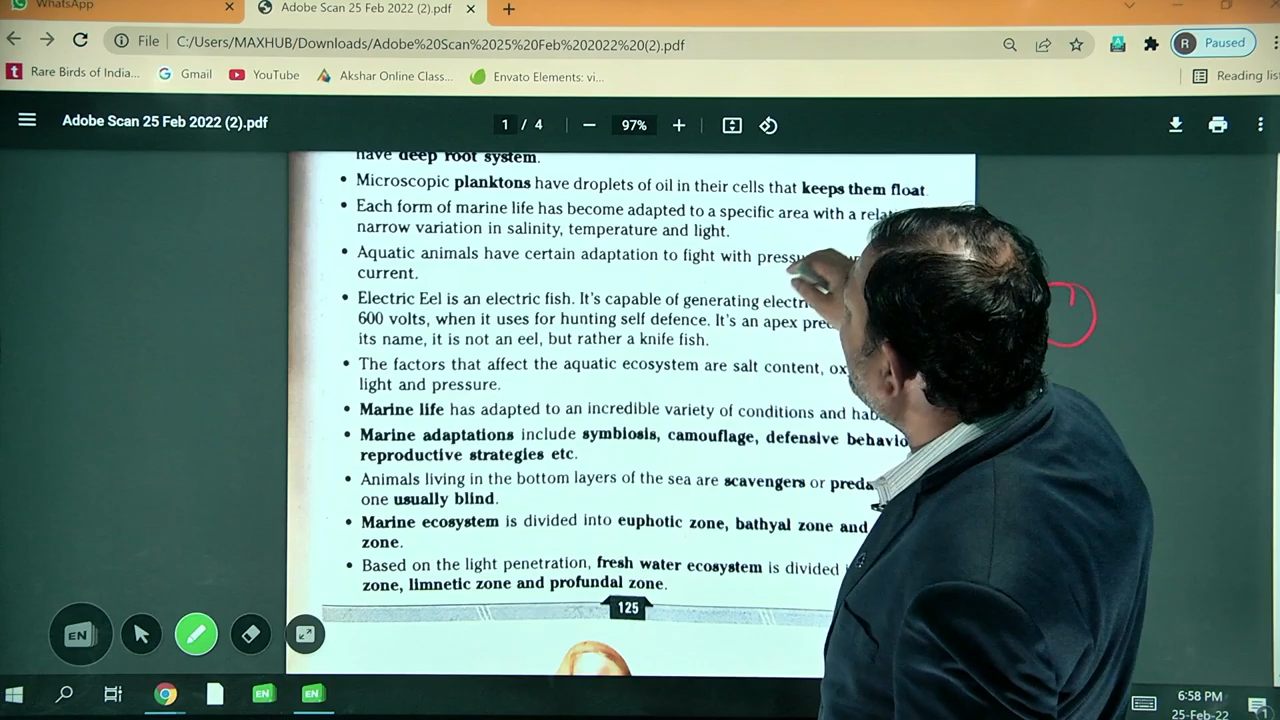 WhatsApp
Adobe Scan 25 Feb 2022 (2).pdf
File C:/Users/MAXHUB/Downloads/Adobe%20Scan%2025%20Feb%202022%20(2).pdf
R Paused
Rare Birds of India... Gmail YouTube Akshar Online Class... Envato Elements: vi... Reading list
Adobe Scan 25 Feb 2022 (2).pdf 1 / 4 97%
have deep root system.
• Microscopic planktons have droplets of oil in their cells that keeps them float.
• Each form of marine life has become adapted to a specific area with a
narrow variation in salinity, temperature and light.
• Aquatic animals have certain adaptation to fight with
current.
• Electric Eel is an electric fish. It's capable of generating
600 volts, when it uses for hunting self defence. It's an apex
its name, it is not an eel, but rather a knife fish.
• The factors that affect the aquatic ecosystem are salt content,
light and pressure.
• Marine life has adapted to an incredible variety of conditions and
• Marine adaptations include symbiosis, camouflage, defensive
reproductive strategies etc.
• Animals living in the bottom layers of the sea are scavengers or
one usually blind.
• Marine ecosystem is divided into euphotic zone, bathyal zone and
zone.
• Based on the light penetration, fresh water ecosystem is divided
zone, limnetic zone and profundal zone.
125
EN
EN EN
6:58 PM
25-Feb-22